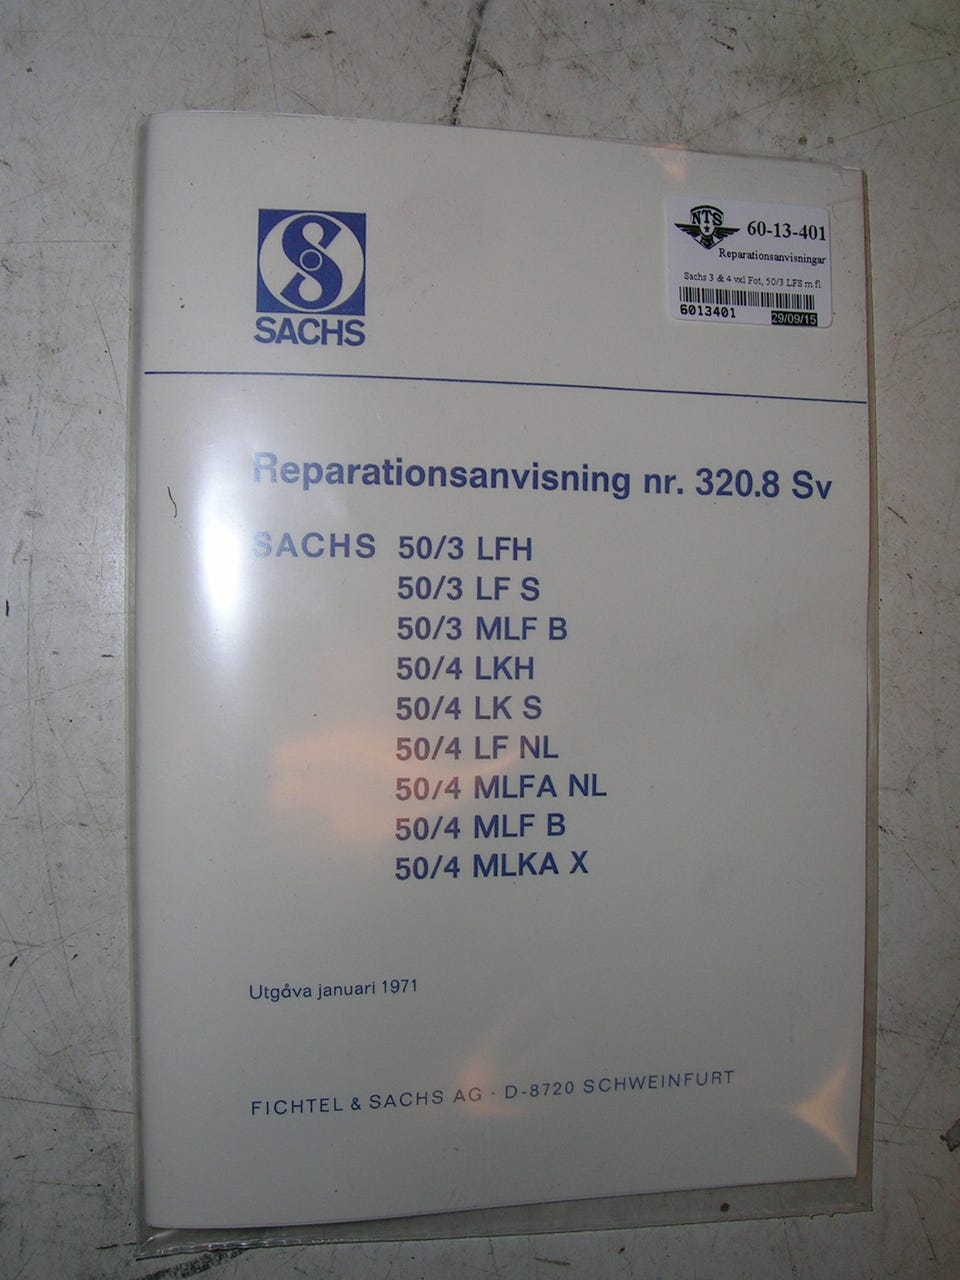 SACHS
NTS
60-13-401
Reparationsanvisningar
Sachs 3 & 4 vxl Fot, 50/3 LFS m.fl.
6013401 29/09/15
Reparationsanvisning nr. 320.8 Sv
SACHS 50/3 LFH
50/3 LF S
50/3 MLF B
50/4 LKH
50/4 LK S
50/4 LF NL
50/4 MLFA NL
50/4 MLF B
50/4 MLKA X
Utgåva januari 1971
FICHTEL & SACHS AG · D-8720 SCHWEINFURT